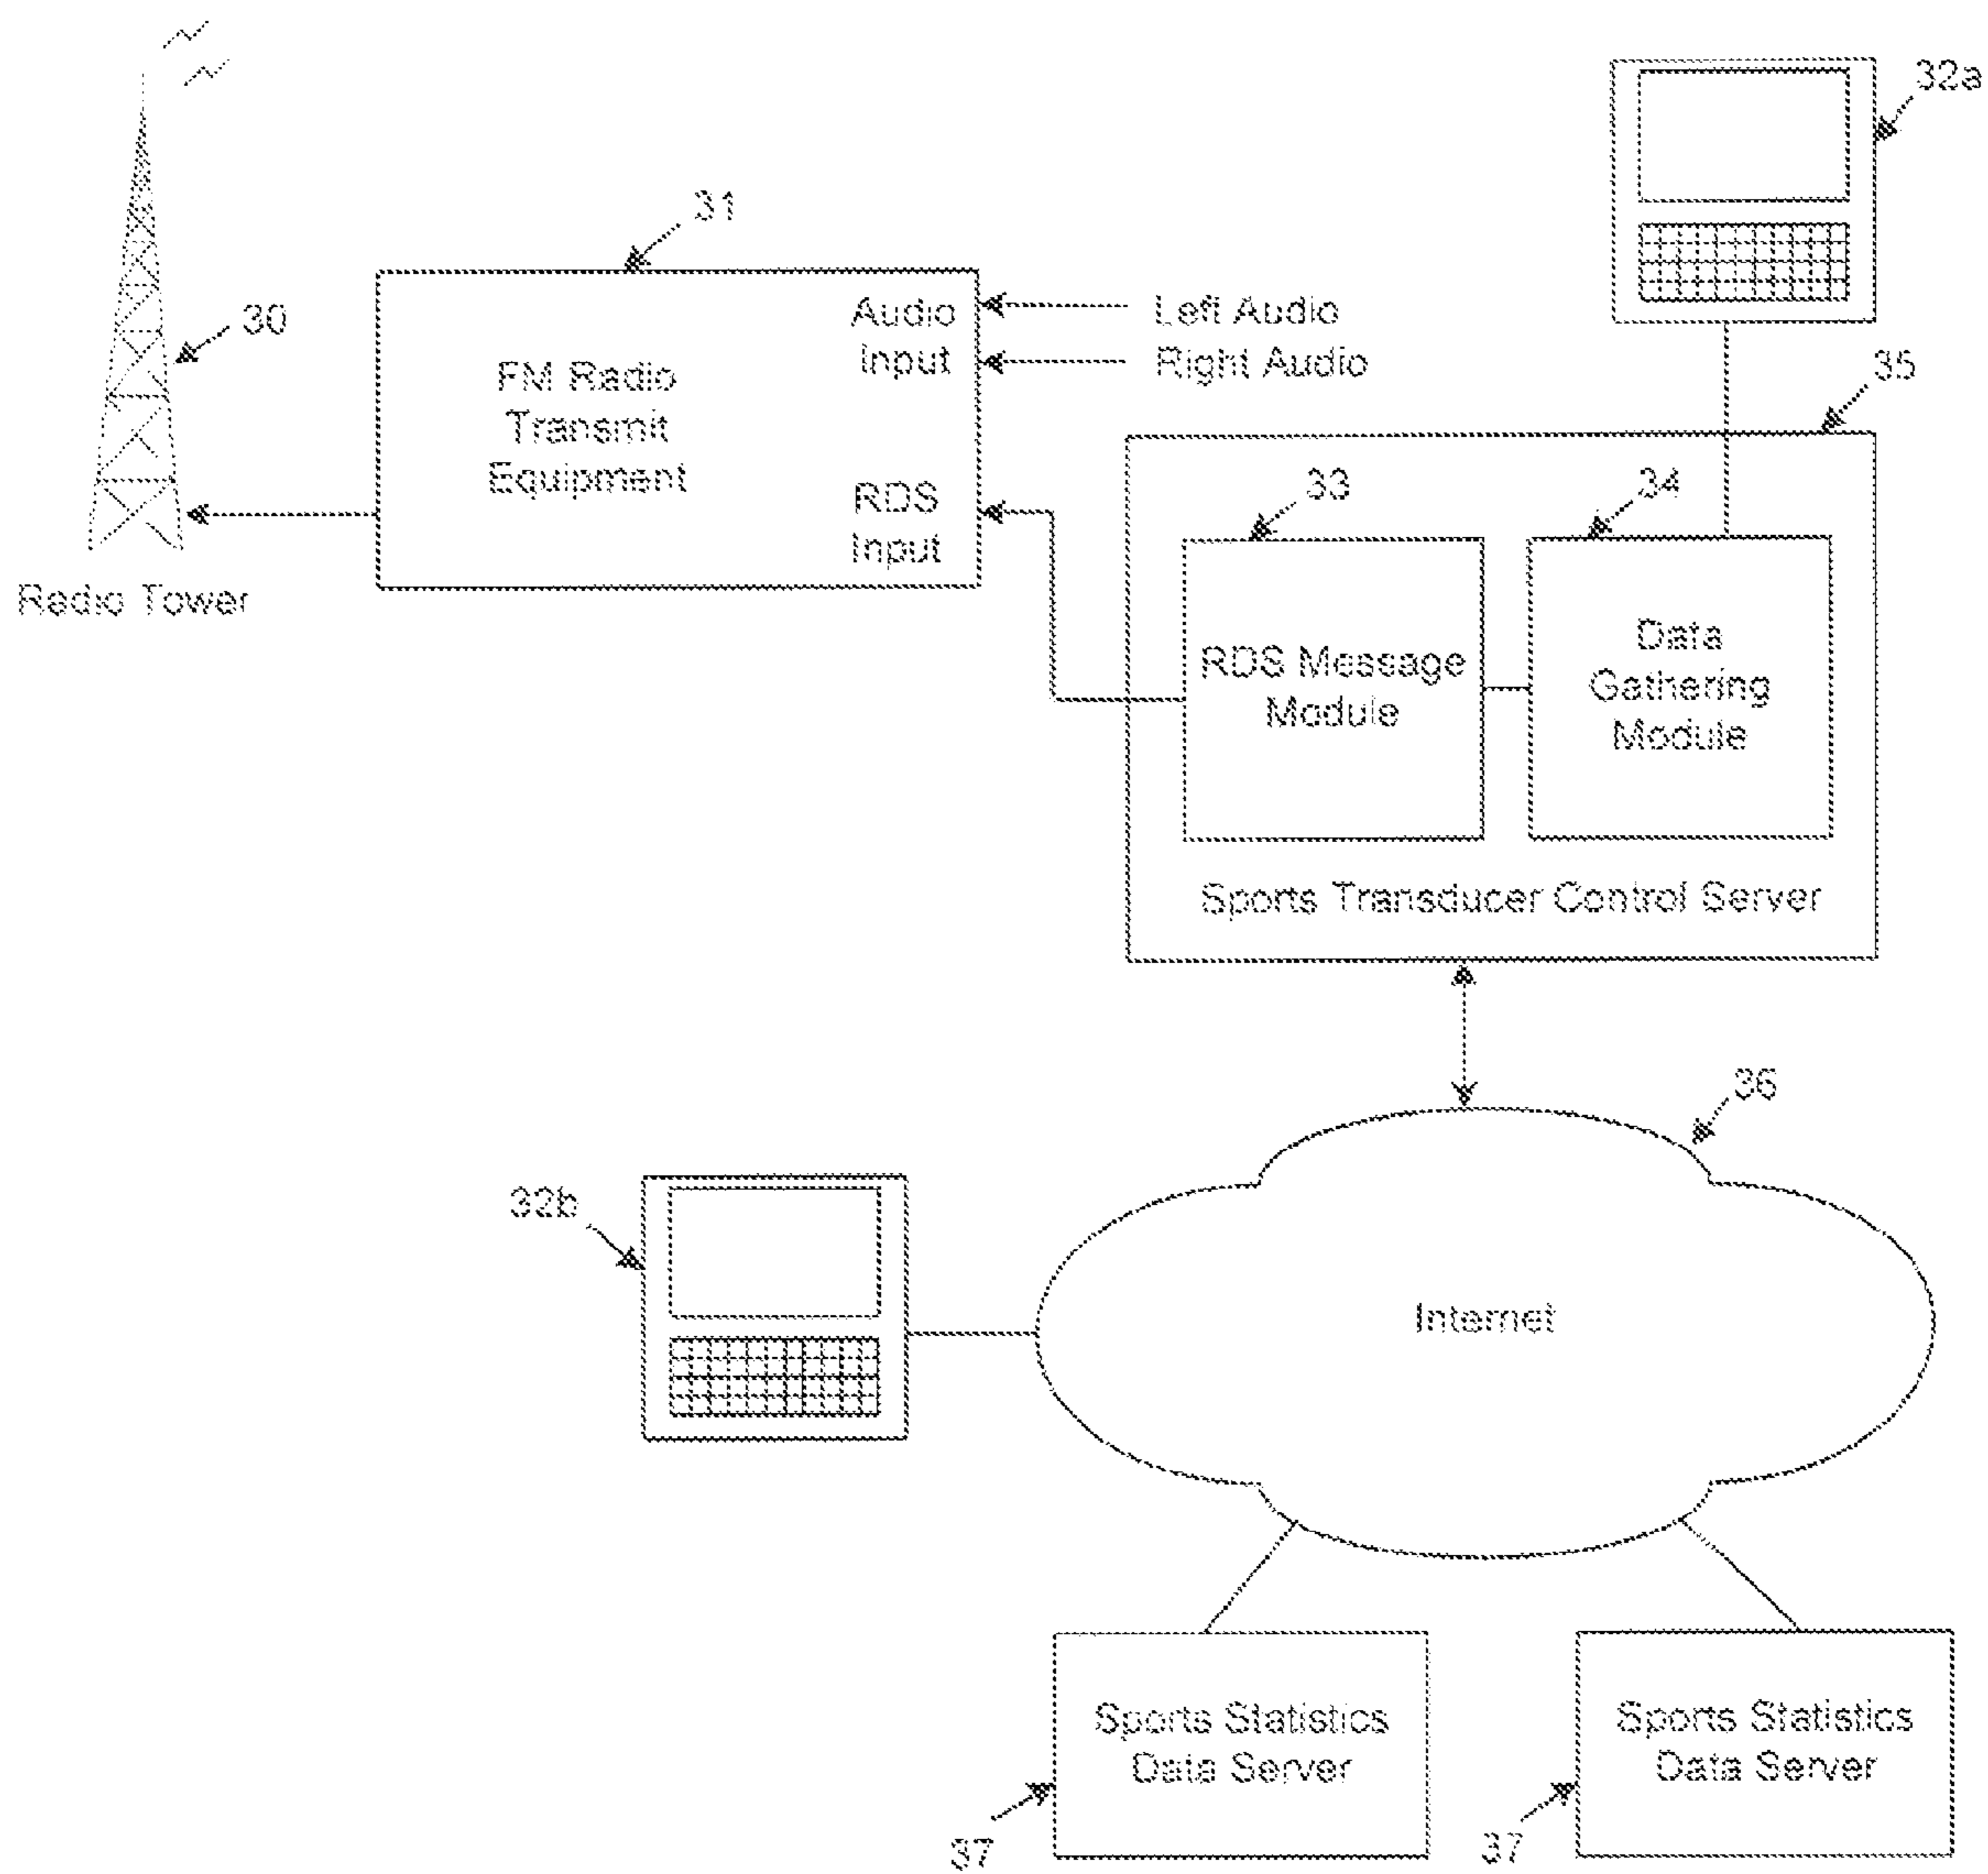 32a
31
30
Audio
Input
Left Audio
Right Audio
FM Radio
Transmit
Equipment
35
RDS
Input
33
34
Radio Tower
RDS Message
Module
Data
Gathering
Module
Sports Transducer Control Server
36
32b
Internet
Sports Statistics
Data Server
Sports Statistics
Data Server
37
37